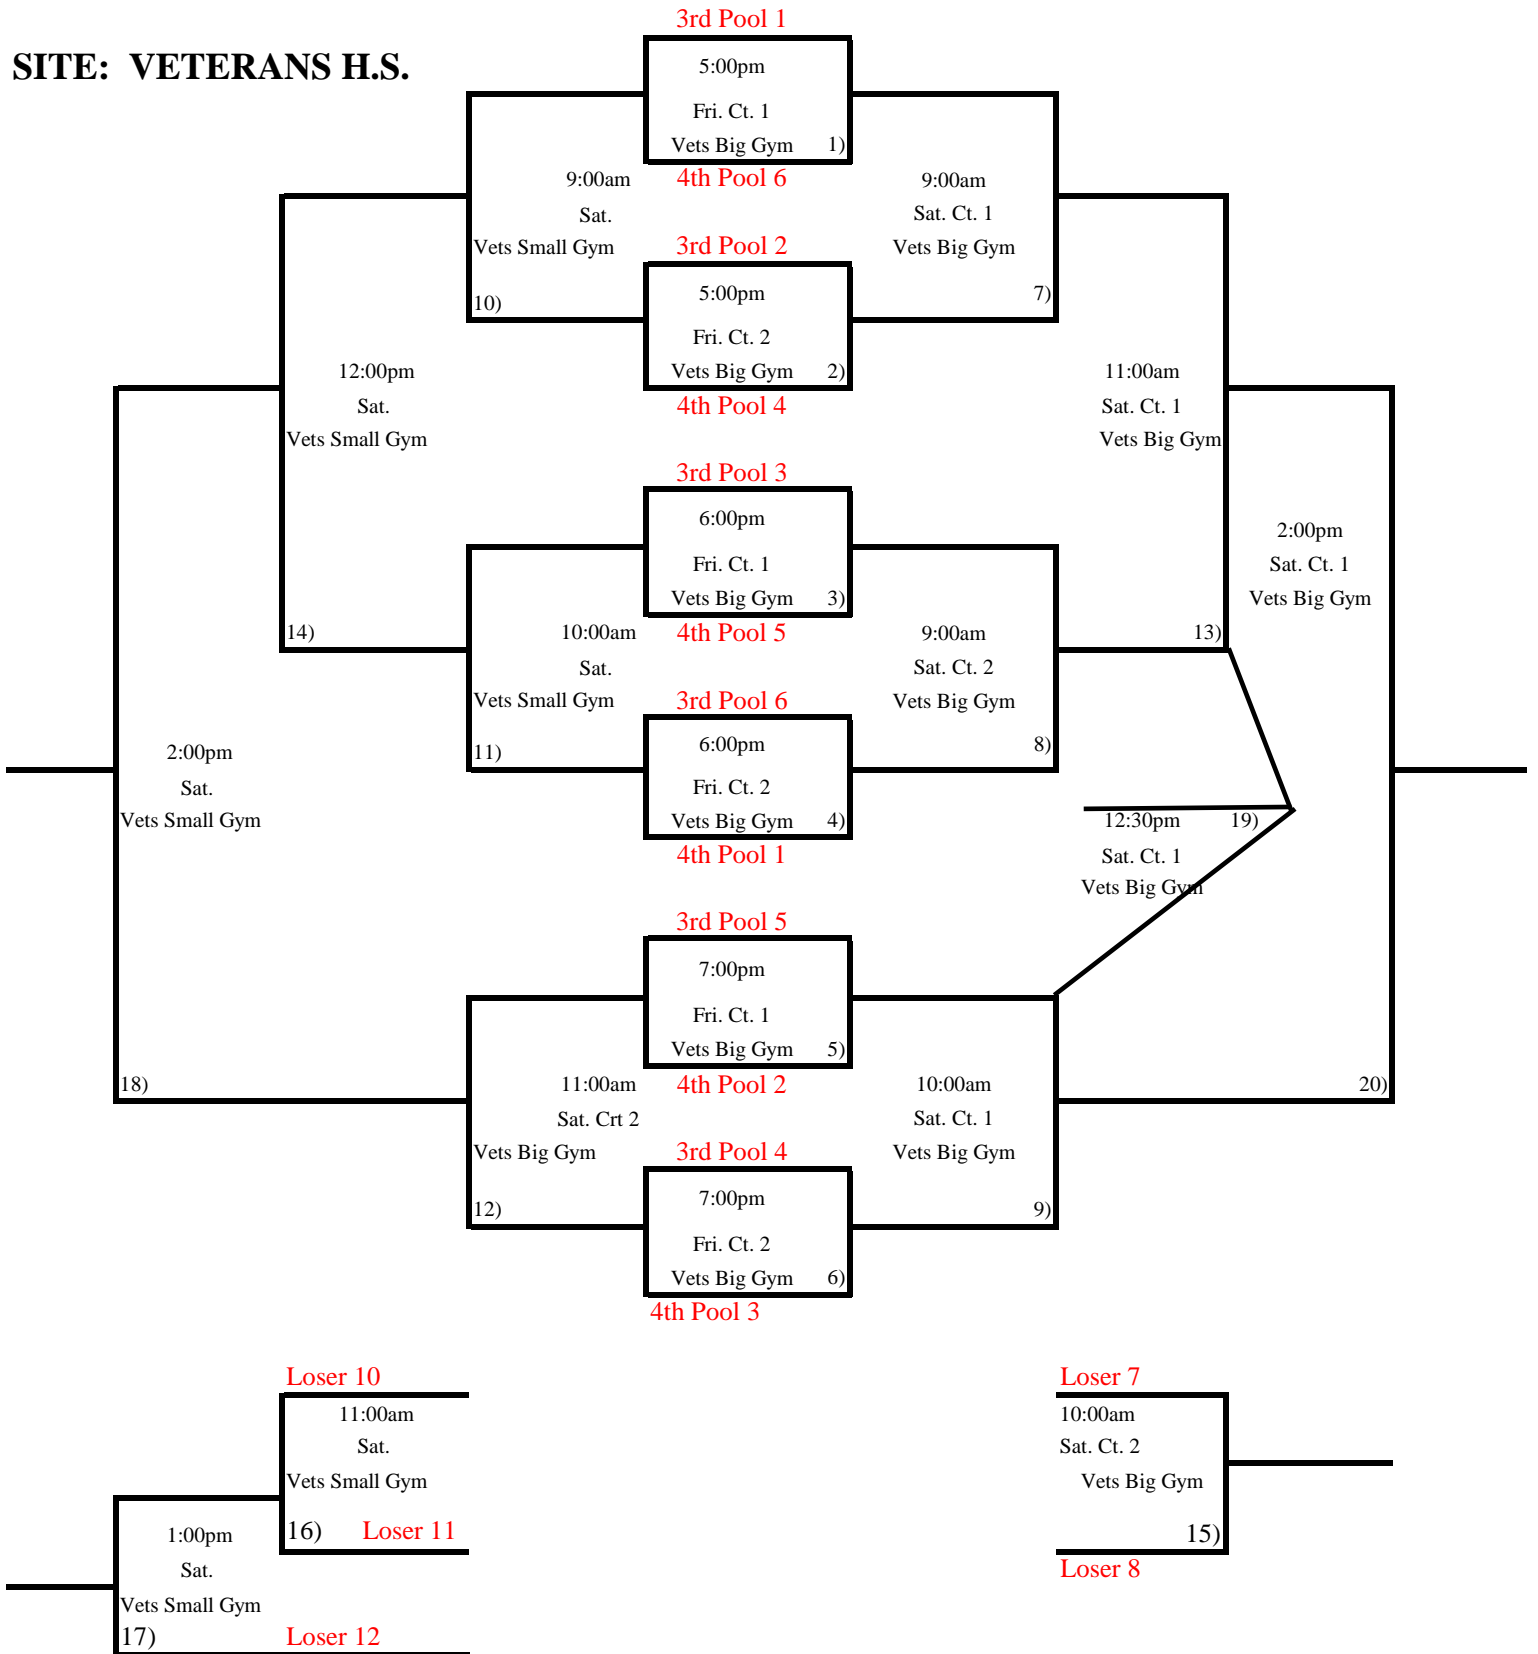 3rd Pool 1
SITE: VETERANS H.S.
5:00pm
Fri. Ct. 1
Vets Big Gym 1)
4th Pool 6
9:00am
Sat.
Vets Small Gym
10)
9:00am
Sat. Ct. 1
Vets Big Gym
7)
3rd Pool 2
5:00pm
Fri. Ct. 2
Vets Big Gym 2)
4th Pool 4
12:00pm
Sat.
Vets Small Gym
14)
11:00am
Sat. Ct. 1
Vets Big Gym
13)
3rd Pool 3
6:00pm
Fri. Ct. 1
Vets Big Gym 3)
4th Pool 5
2:00pm
Sat. Ct. 1
Vets Big Gym
20)
10:00am
Sat.
Vets Small Gym
11)
9:00am
Sat. Ct. 2
Vets Big Gym
8)
3rd Pool 6
6:00pm
Fri. Ct. 2
Vets Big Gym 4)
4th Pool 1
2:00pm
Sat.
Vets Small Gym
18)
12:30pm 19)
Sat. Ct. 1
Vets Big Gym
3rd Pool 5
7:00pm
Fri. Ct. 1
Vets Big Gym 5)
4th Pool 2
11:00am
Sat. Crt 2
Vets Big Gym
12)
10:00am
Sat. Ct. 1
Vets Big Gym
9)
3rd Pool 4
7:00pm
Fri. Ct. 2
Vets Big Gym 6)
4th Pool 3
Loser 10
11:00am
Sat.
Vets Small Gym
16) Loser 11
Loser 7
10:00am
Sat. Ct. 2
Vets Big Gym
15)
Loser 8
1:00pm
Sat.
Vets Small Gym
17) Loser 12